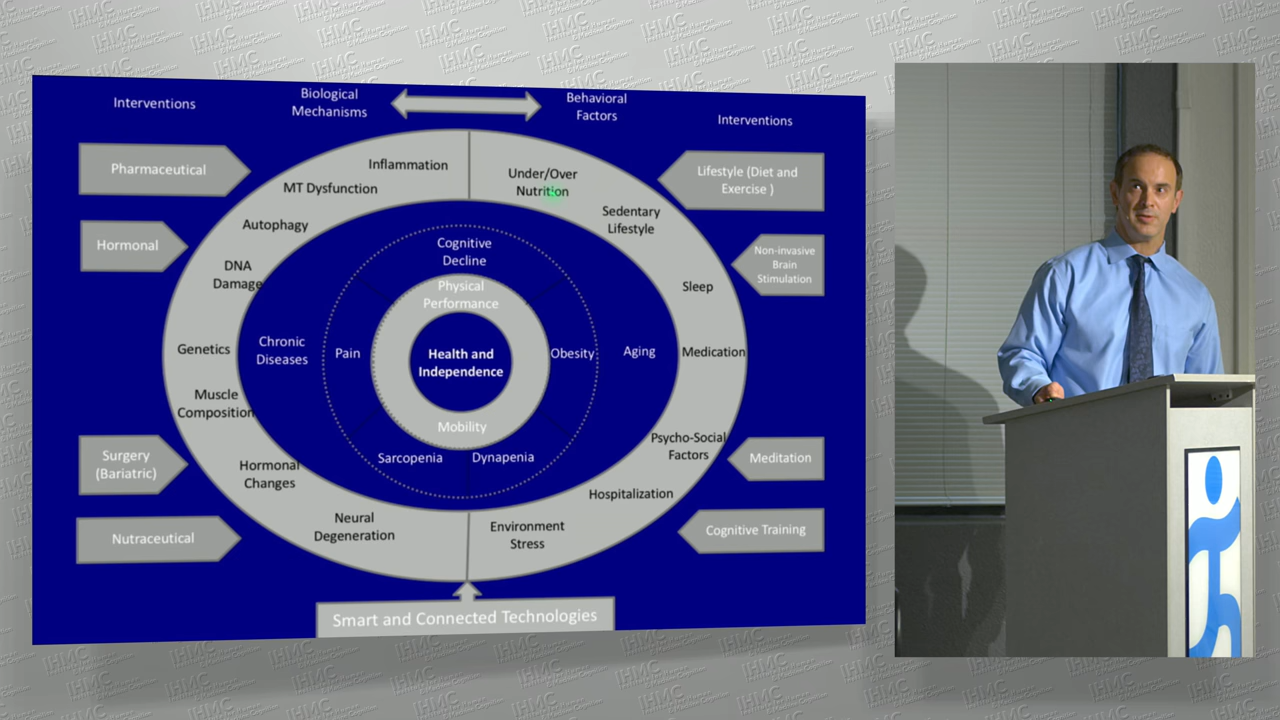 Interventions
Biological
Mechanisms
Behavioral
Factors
Interventions
Pharmaceutical
Hormonal
Surgery
(Bariatric)
Nutraceutical
Inflammation
MT Dysfunction
Autophagy
DNA
Damage
Genetics
Muscle
Composition
Hormonal
Changes
Neural
Degeneration
Under/Over
Nutrition
Sedentary
Lifestyle
Sleep
Medication
Psycho-Social
Factors
Hospitalization
Environment
Stress
Chronic
Diseases
Aging
Cognitive
Decline
Pain
Obesity
Sarcopenia
Dynapenia
Physical
Performance
Mobility
Health and
Independence
Lifestyle (Diet and
Exercise )
Non-invasive
Brain
Stimulation
Meditation
Cognitive Training
Smart and Connected Technologies
IHMC